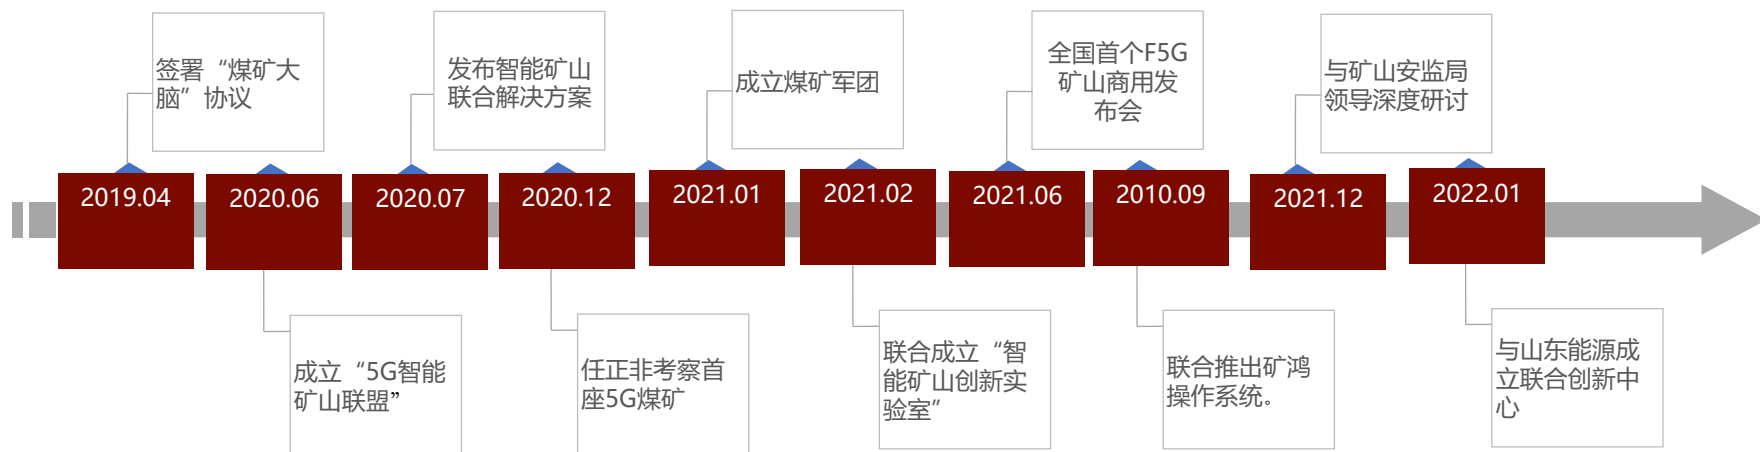 签署“煤矿大
脑”协议
发布智能矿山
联合解决方案
成立煤矿军团
全国首个F5G
矿山商用发
布会
与矿山安监局
领导深度研讨
2019.04
2020.06
2020.07
2020.12
2021.01
2021.02
2021.06
2010.09
2021.12
2022.01
成立“5G智能
矿山联盟”
任正非考察首
座5G煤矿
联合成立“智
能矿山创新实
验室”
联合推出矿鸿
操作系统。
与山东能源成
立联合创新中
心